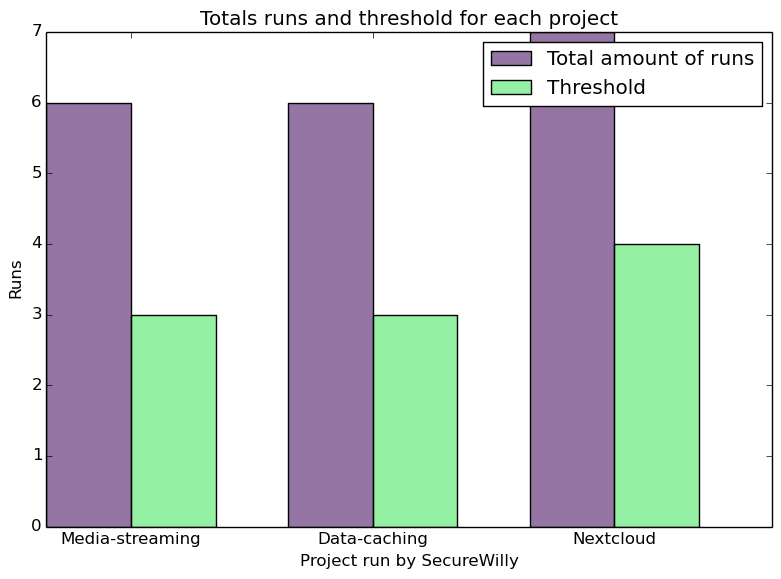 Totals runs and threshold for each project
Total amount of runs
Threshold
7
6
5
4
3
2
1
0
Runs
Media-streaming
Data-caching
Nextcloud
Project run by SecureWilly